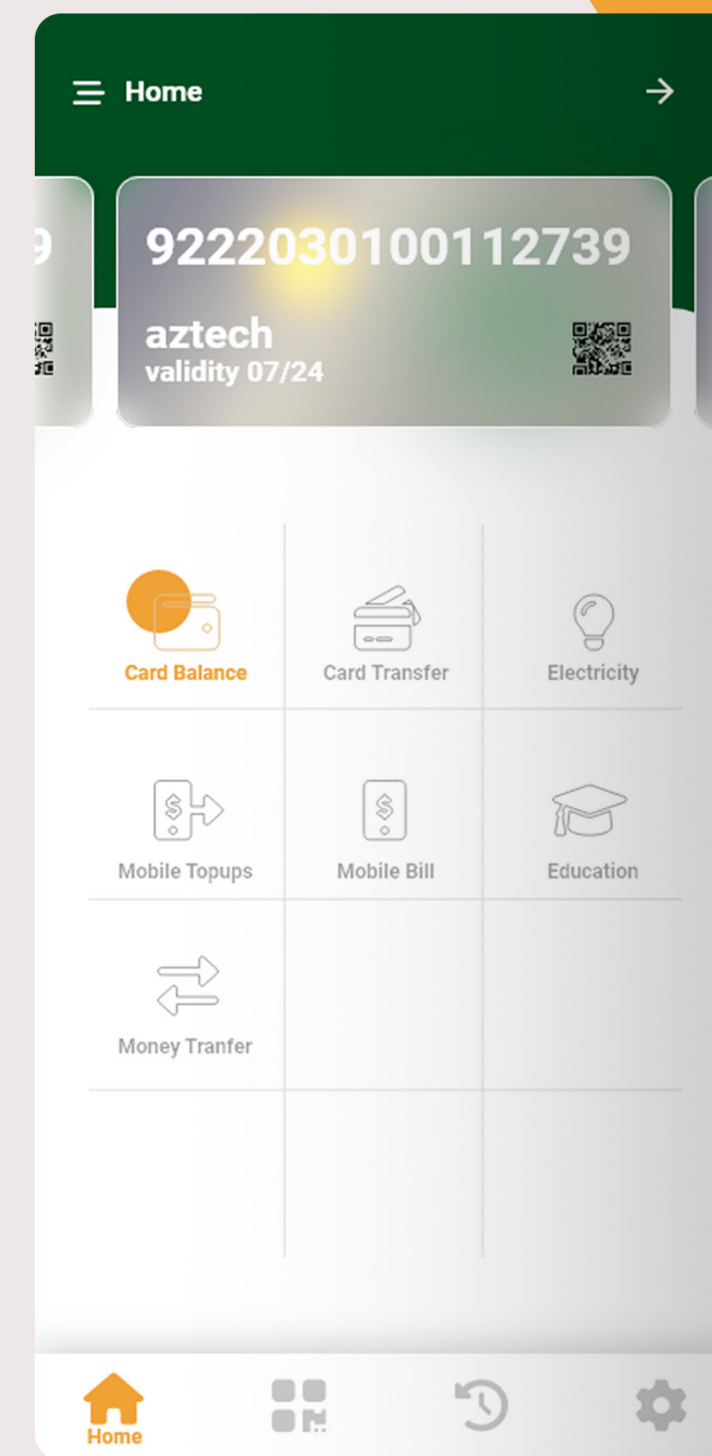 Home
9
9222030100112739
aztech
validity 07/24
Card Balance
Card Transfer
Electricity
Mobile Topups
Mobile Bill
Education
Money Tranfer
Home